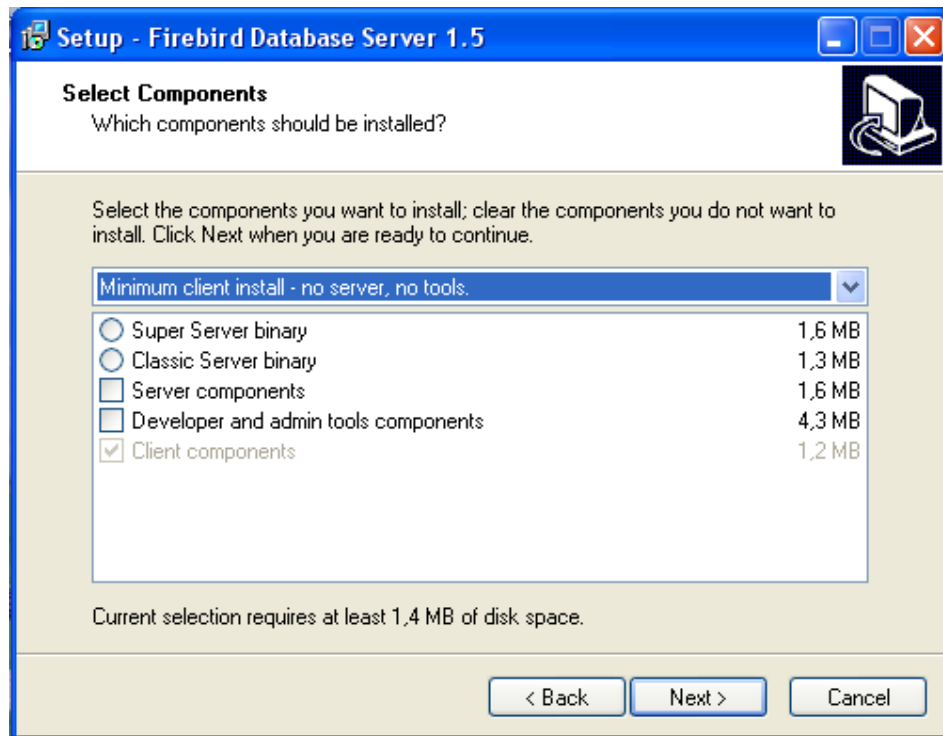 Setup - Firebird Database Server 1.5
Select Components
Which components should be installed?
Select the components you want to install; clear the components you do not want to
install. Click Next when you are ready to continue.
Minimum client install - no server, no tools.
Super Server binary 1,6 MB
Classic Server binary 1,3 MB
Server components 1,6 MB
Developer and admin tools components 4,3 MB
Client components 1,2 MB
Current selection requires at least 1,4 MB of disk space.
< Back Next > Cancel